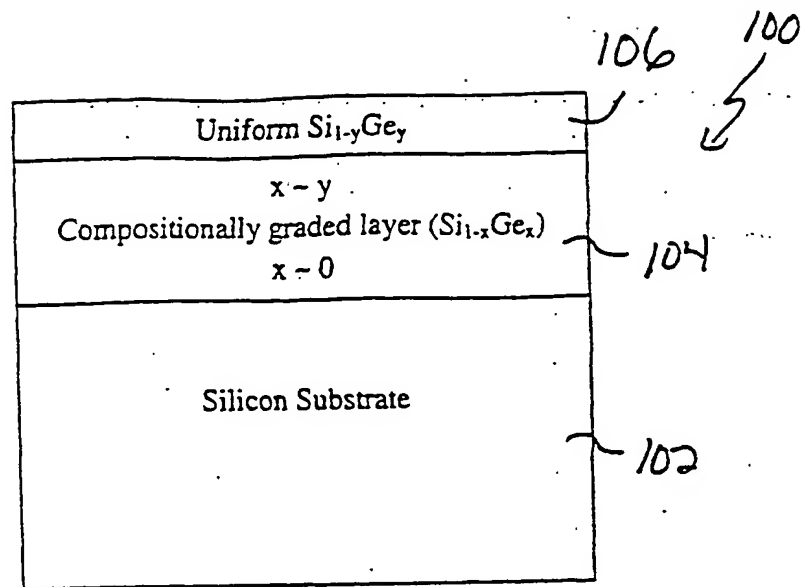 100
106
Uniform Si₁₋yGey
x ~ y
Compositionally graded layer (Si₁₋ₓGeₓ)
104
x ~ 0
Silicon Substrate
102